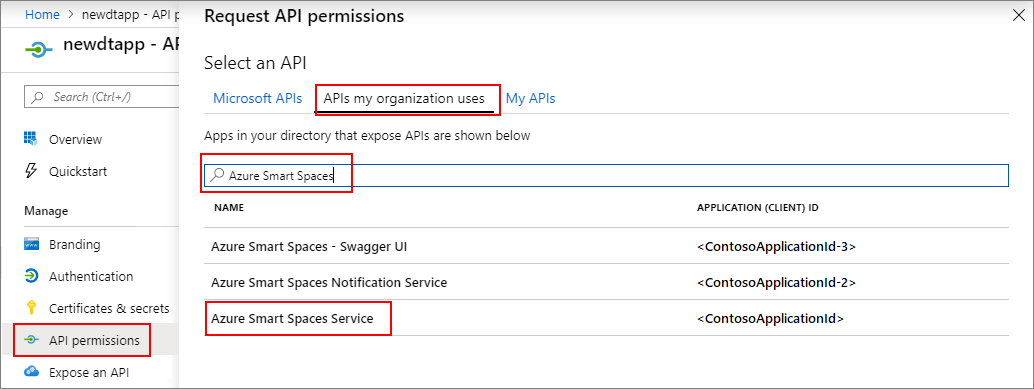 Home > newdtapp - API p
newdtapp - AP
Search (Ctrl+/)
Overview
Quickstart
Manage
Branding
Authentication
Certificates & secrets
API permissions
Expose an API
Request API permissions
Select an API
Microsoft APIs APIs my organization uses My APIs
Apps in your directory that expose APIs are shown below
Azure Smart Spaces
NAME APPLICATION (CLIENT) ID
Azure Smart Spaces - Swagger UI <ContosoApplicationId-3>
Azure Smart Spaces Notification Service <ContosoApplicationId-2>
Azure Smart Spaces Service <ContosoApplicationId>